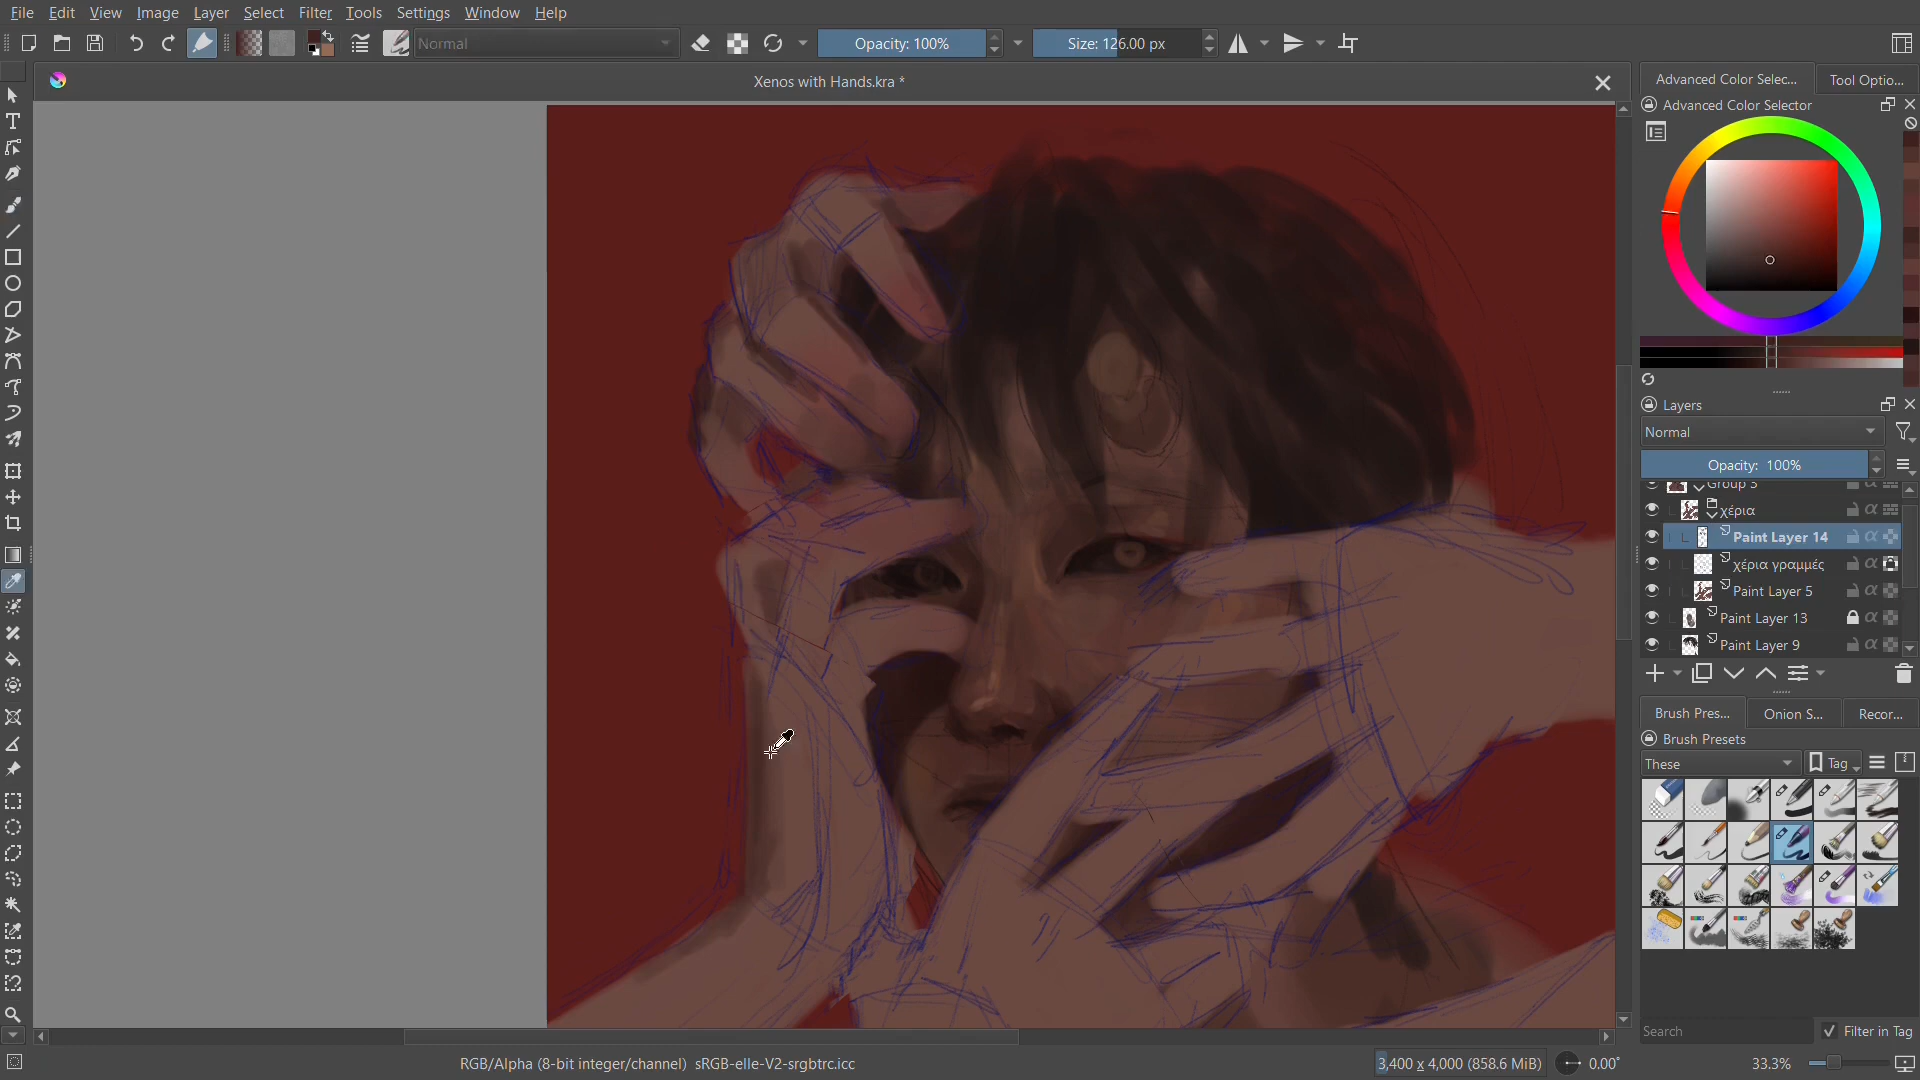 File Edit View Image Layer Select Filter Tools Settings Window Help
Normal
Opacity: 100%
Size: 126.00 px
Xenos with Hands.kra *
Advanced Color Selec...
Tool Optio...
Advanced Color Selector
Layers
Normal
Opacity: 100%
Group 3
χέρια
Paint Layer 14
χέρια γραμμές
Paint Layer 5
Paint Layer 13
Paint Layer 9
Brush Pres...
Onion S...
Recor...
Brush Presets
These
Tag
Search
Filter in Tag
RGB/Alpha (8-bit integer/channel) sRGB-elle-V2-srgbtrc.icc
3,400 x 4,000 (858.6 MiB)
0.00°
33.3%